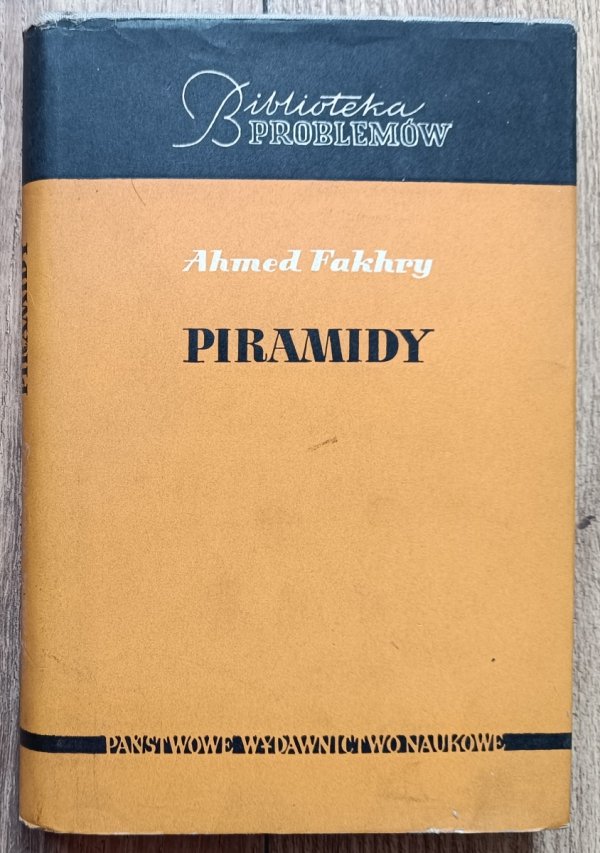 Biblioteka
PROBLEMÓW
Ahmed Fakhry
PIRAMIDY
PAŃSTWOWE WYDAWNICTWO NAUKOWE
PIRAMIDY